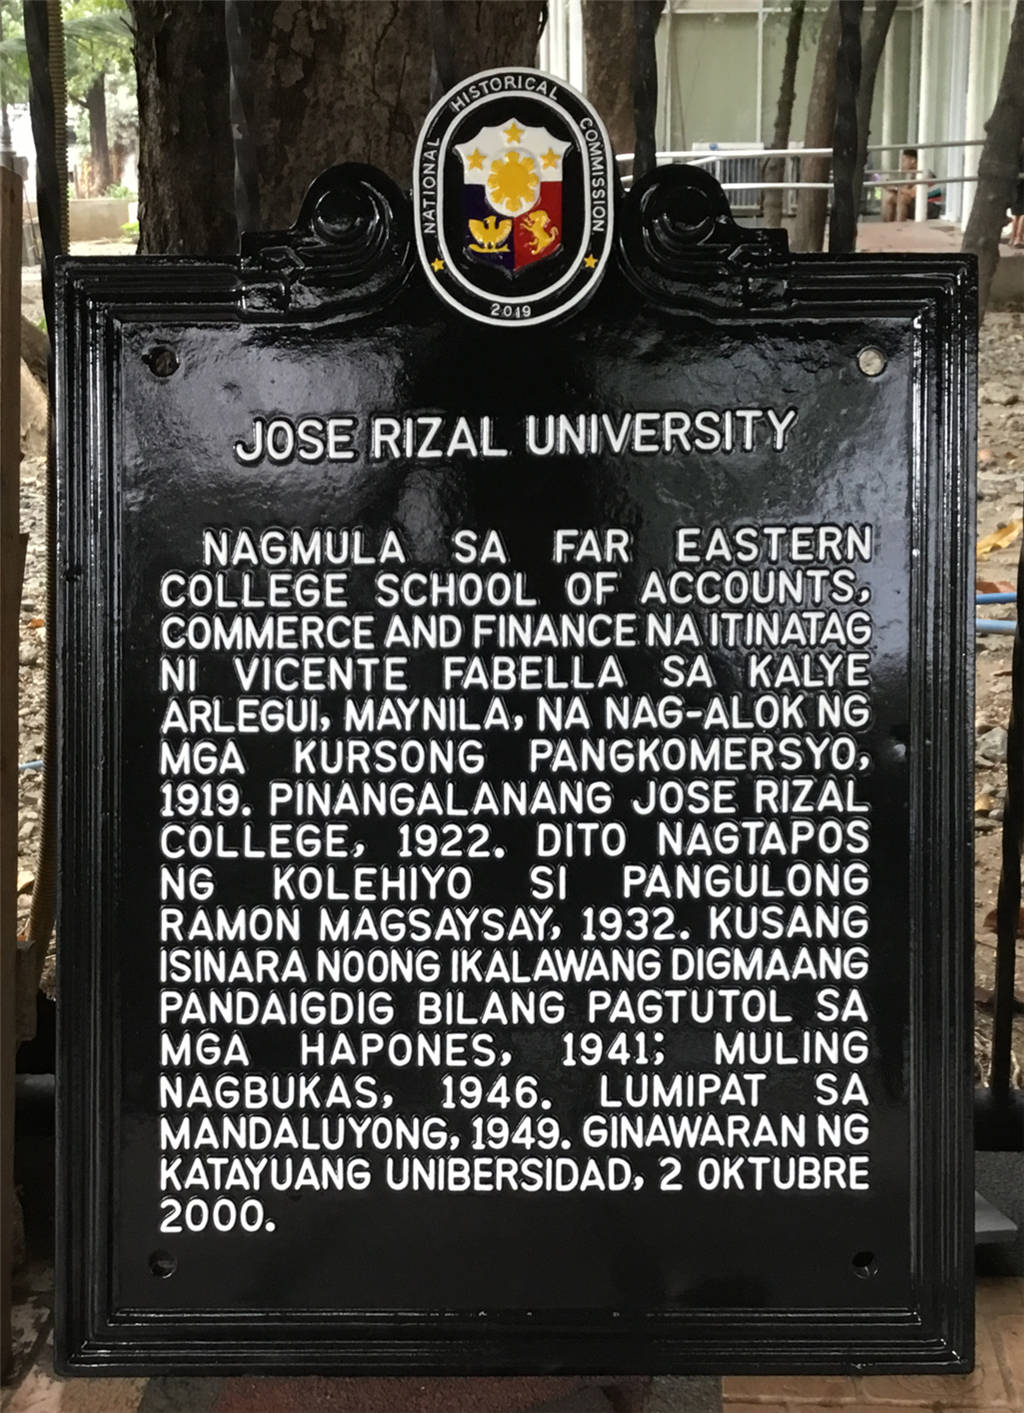 NATIONAL HISTORICAL COMMISSION
2019
JOSE RIZAL UNIVERSITY
NAGMULA SA FAR EASTERN
COLLEGE SCHOOL OF ACCOUNTS,
COMMERCE AND FINANCE NA ITINATAG
NI VICENTE FABELLA SA KALYE
ARLEGUI, MAYNILA, NA NAG-ALOK NG
MGA KURSONG PANGKOMERSYO,
1919. PINANGALANANG JOSE RIZAL
COLLEGE, 1922. DITO NAGTAPOS
NG KOLEHIYO SI PANGULONG
RAMON MAGSAYSAY, 1932. KUSANG
ISINARA NOONG IKALAWANG DIGMAANG
PANDAIGDIG BILANG PAGTUTOL SA
MGA HAPONES, 1941; MULING
NAGBUKAS, 1946. LUMIPAT SA
MANDALUYONG, 1949. GINAWARAN NG
KATAYUANG UNIBERSIDAD, 2 OKTUBRE
2000.